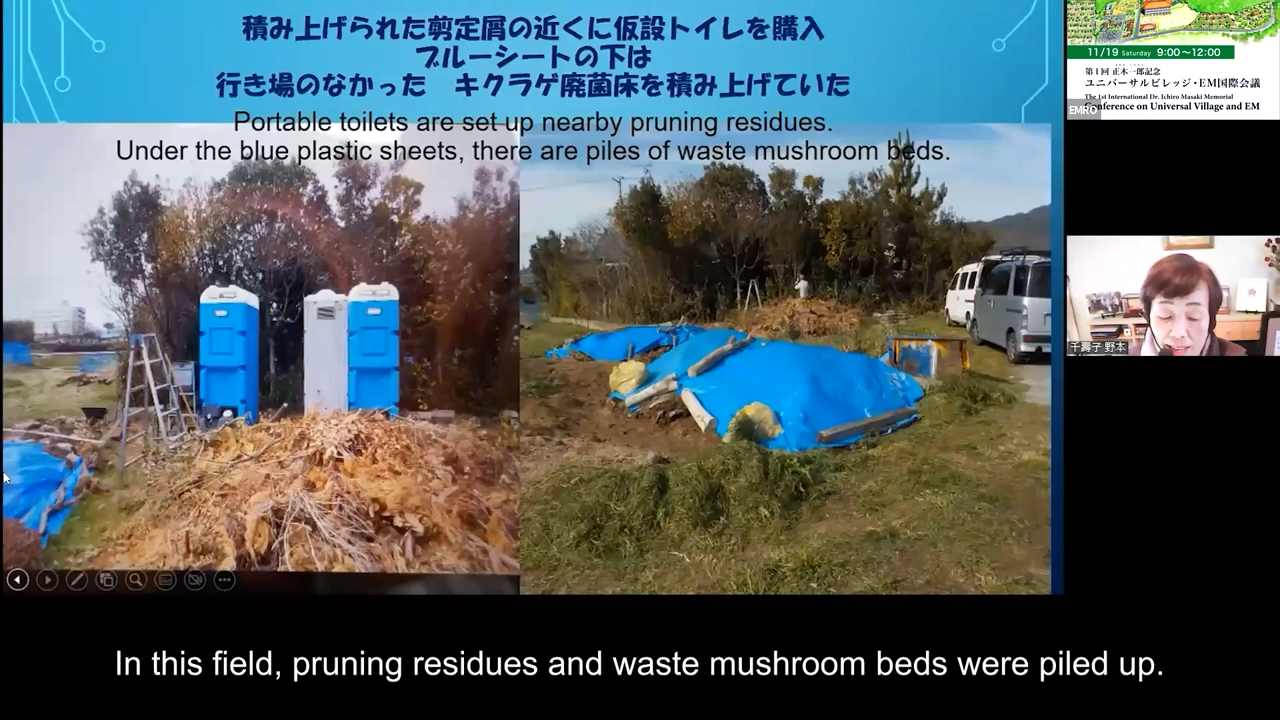 積み上げられた剪定屑の近くに仮設トイレを購入
ブルーシートの下は
行き場のなかった　キクラゲ廃菌床を積み上げていた
Portable toilets are set up nearby pruning residues.
Under the blue plastic sheets, there are piles of waste mushroom beds.
11/19 Saturday 9:00～12:00
第1回 正木一郎記念
ユニバーサルビレッジ・EM国際会議
The 1st International Dr. Ichiro Masaki Memorial
Conference on Universal Village and EM
EMRO
千壽子 野本
In this field, pruning residues and waste mushroom beds were piled up.